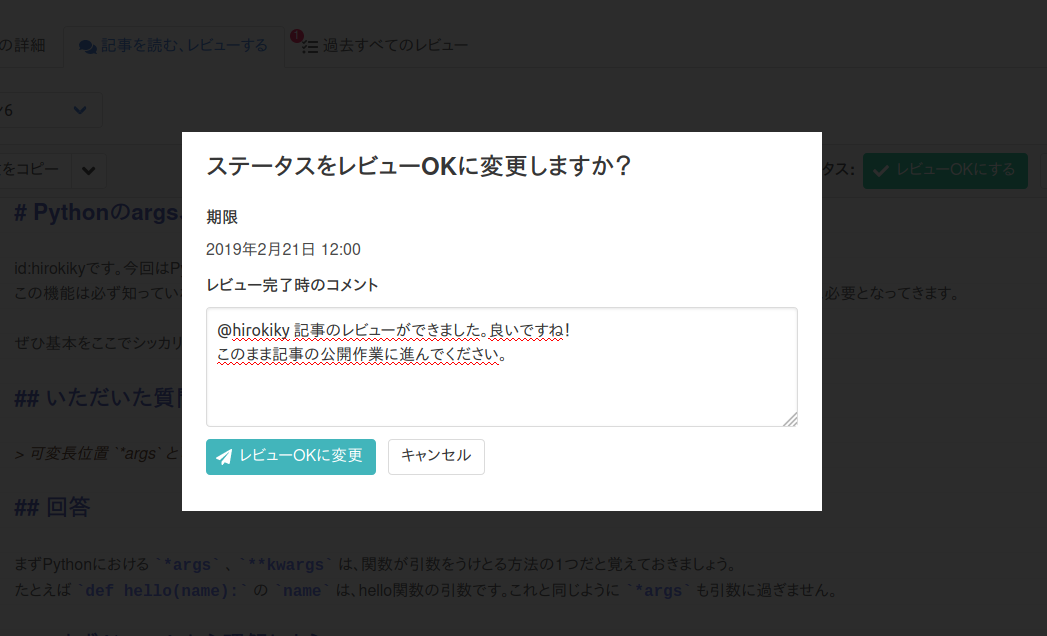 の詳細
記事を読む、レビューする
1
過去すべてのレビュー
6
をコピー
タス:
レビューOKにする
# Pythonのargs
id:hirokikyです。今回はP
この機能は必ず知ってい
必要となってきます。
ぜひ基本をここでシッカリ
## いただいた質問
> 可変長位置 `*args` と
## 回答
まずPythonにおける `*args` 、`**kwargs` は、関数が引数をうけとる方法の1つだと覚えておきましょう。
たとえば `def hello(name):` の `name` は、hello関数の引数です。これと同じように `*args` も引数に過ぎません。
ステータスをレビューOKに変更しますか?
期限
2019年2月21日 12:00
レビュー完了時のコメント
@hirokiky 記事のレビューができました。良いですね!
このまま記事の公開作業に進んでください。
レビューOKに変更
キャンセル